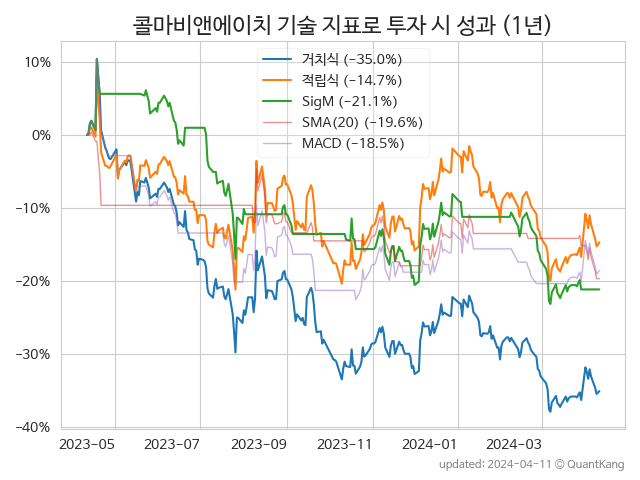 콜마비앤에이치 기술 지표로 투자 시 성과 (1년)
거치식 (−35.0%)
적립식 (−14.7%)
SigM (−21.1%)
SMA(20) (−19.6%)
MACD (−18.5%)
10%
0%
−10%
−20%
−30%
−40%
2023-05 2023-07 2023-09 2023-11 2024-01 2024-03
updated: 2024-04-11 © QuantKang